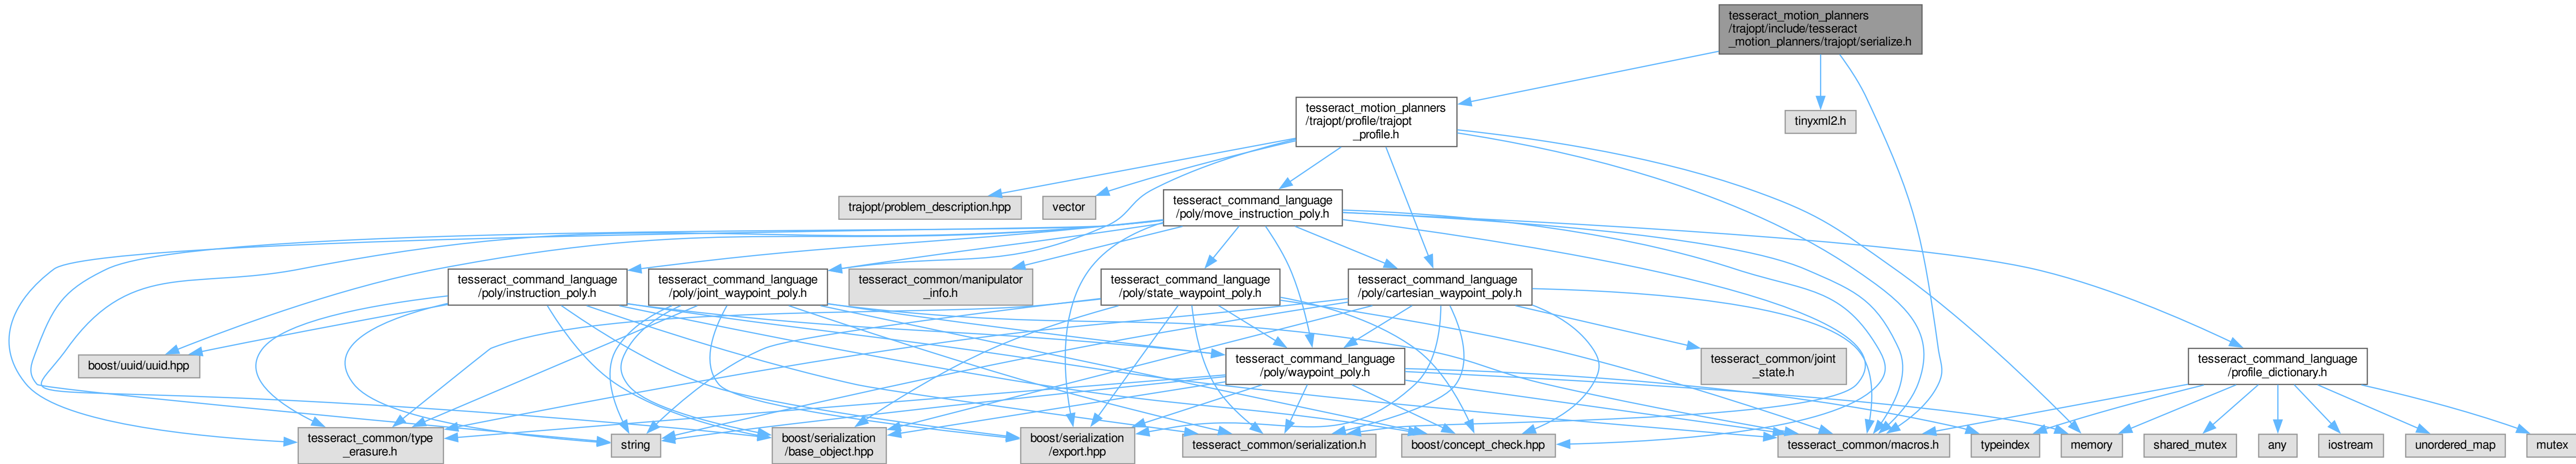 tesseract_motion_planners
/trajopt/include/tesseract
_motion_planners/trajopt/serialize.h
tesseract_motion_planners
/trajopt/profile/trajopt
_profile.h
tinyxml2.h
trajopt/problem_description.hpp
vector
tesseract_command_language
/poly/move_instruction_poly.h
tesseract_command_language
/poly/instruction_poly.h
tesseract_command_language
/poly/joint_waypoint_poly.h
tesseract_common/manipulator
_info.h
tesseract_command_language
/poly/state_waypoint_poly.h
tesseract_command_language
/poly/cartesian_waypoint_poly.h
boost/uuid/uuid.hpp
tesseract_command_language
/poly/waypoint_poly.h
tesseract_common/joint
_state.h
tesseract_command_language
/profile_dictionary.h
tesseract_common/type
_erasure.h
string
boost/serialization
/base_object.hpp
boost/serialization
/export.hpp
tesseract_common/serialization.h
boost/concept_check.hpp
tesseract_common/macros.h
typeindex
memory
shared_mutex
any
iostream
unordered_map
mutex